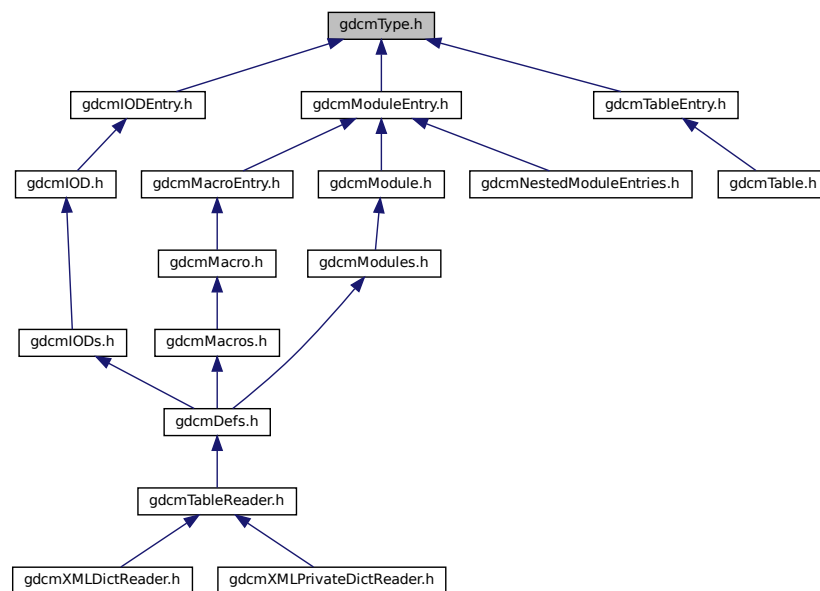 gdcmType.h
gdcmIODEntry.h
gdcmModuleEntry.h
gdcmTableEntry.h
gdcmIOD.h
gdcmMacroEntry.h
gdcmModule.h
gdcmNestedModuleEntries.h
gdcmTable.h
gdcmMacro.h
gdcmModules.h
gdcmIODs.h
gdcmMacros.h
gdcmDefs.h
gdcmTableReader.h
gdcmXMLDictReader.h
gdcmXMLPrivateDictReader.h